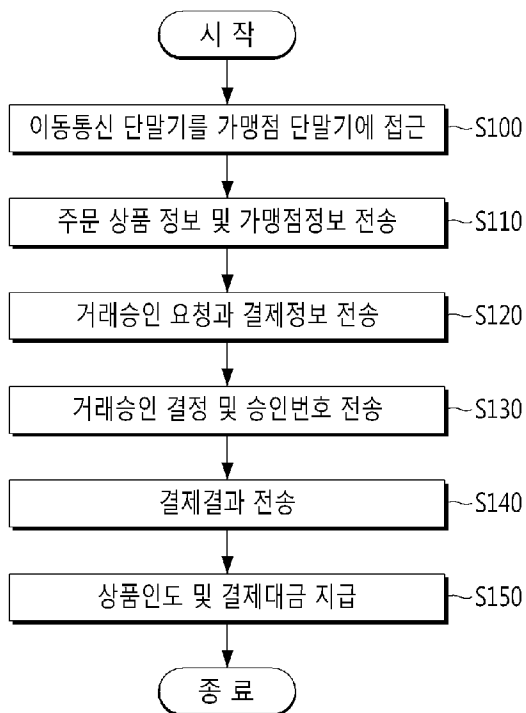 시 작
이동통신 단말기를 가맹점 단말기에 접근
S100
주문 상품 정보 및 가맹점정보 전송
S110
거래승인 요청과 결제정보 전송
S120
거래승인 결정 및 승인번호 전송
S130
결제결과 전송
S140
상품인도 및 결제대금 지급
S150
종 료